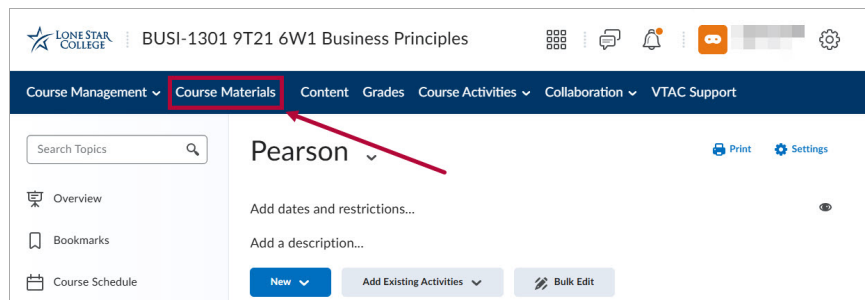 LONE STAR COLLEGE
BUSI-1301 9T21 6W1 Business Principles
Course Management Course Materials Content Grades Course Activities Collaboration VTAC Support
Search Topics
Pearson
Print Settings
Overview
Add dates and restrictions...
Bookmarks
Add a description...
Course Schedule
New Add Existing Activities Bulk Edit